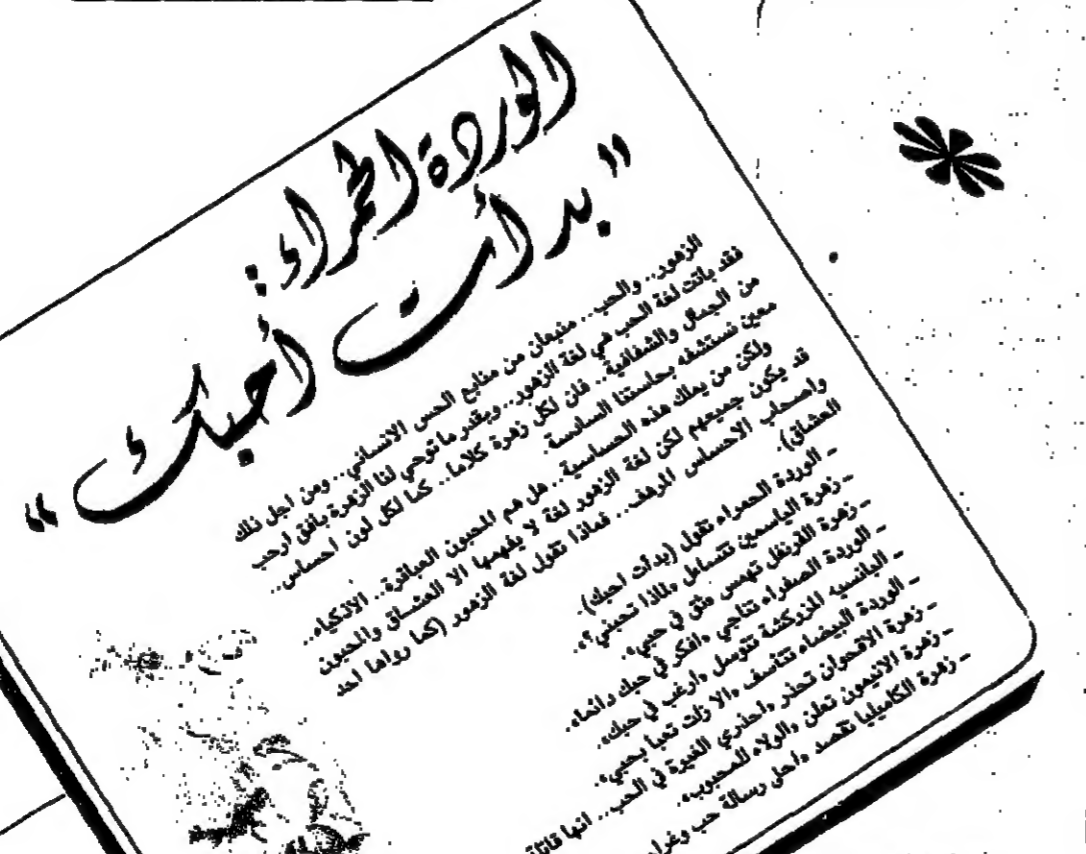 الوردة الحمراء:
"بدأت أحبك"
الزهور.. والحب.. منبعان من منابع الحس الانساني.. ومن اجل ذلك
فقد باتت لغة الحب هي لغة الزهور.. وبقدر ما توحي لنا الزهرة بافق ارحب
من الجمال والشفافية.. فان لكل زهرة كلاما.. كما لكل لون احساس..
معين نستشفه بحاستنا السادسة.
ولكن من يملك هذه الحساسية.. هل هم المحبون العباقرة.. الاذكياء..
قد يكون جميعهم لكن لغة الزهور لغة لا يفهمها الا العشاق والمحبون
واصحاب الاحساس المرهف.. فماذا تقول لغة الزهور (كما رواها احد
العشاق).
ـ الوردة الحمراء تقول (بدأت احبك).
ـ زهرة الياسمين تتساءل «لماذا تحبني؟».
ـ زهرة القرنفل تهمس «ثق في حبي».
ـ الوردة الصفراء تناجي «افكر في حبك دائما».
ـ البانسيه المزركشة تتوسل «ارغب في حبك».
ـ الوردة البيضاء تتأسف «الا زلت تعبأ بحبي».
ـ زهرة الاقحوان تحذر «احذري الغيرة في الحب.. انها قاتلة
ـ زهرة الانيمون تعلن «الولاء للمحبوب».
ـ زهرة الكاميليا تقصد «احلى رسالة حب وغرام